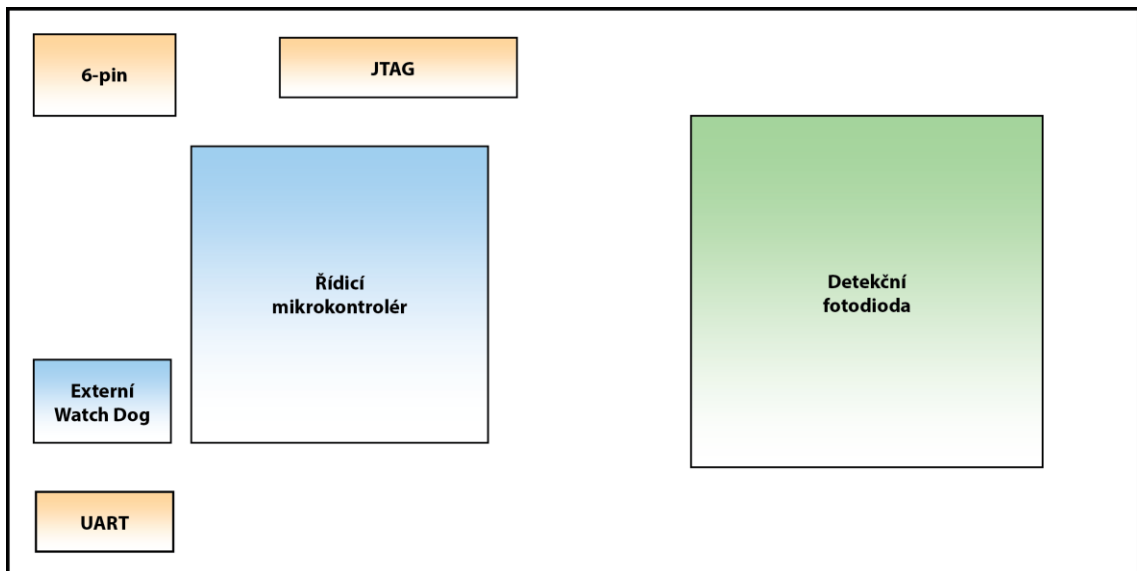 6-pin
JTAG
Řídicí
mikrokontrolér
Detekční
fotodioda
Externí
Watch Dog
UART